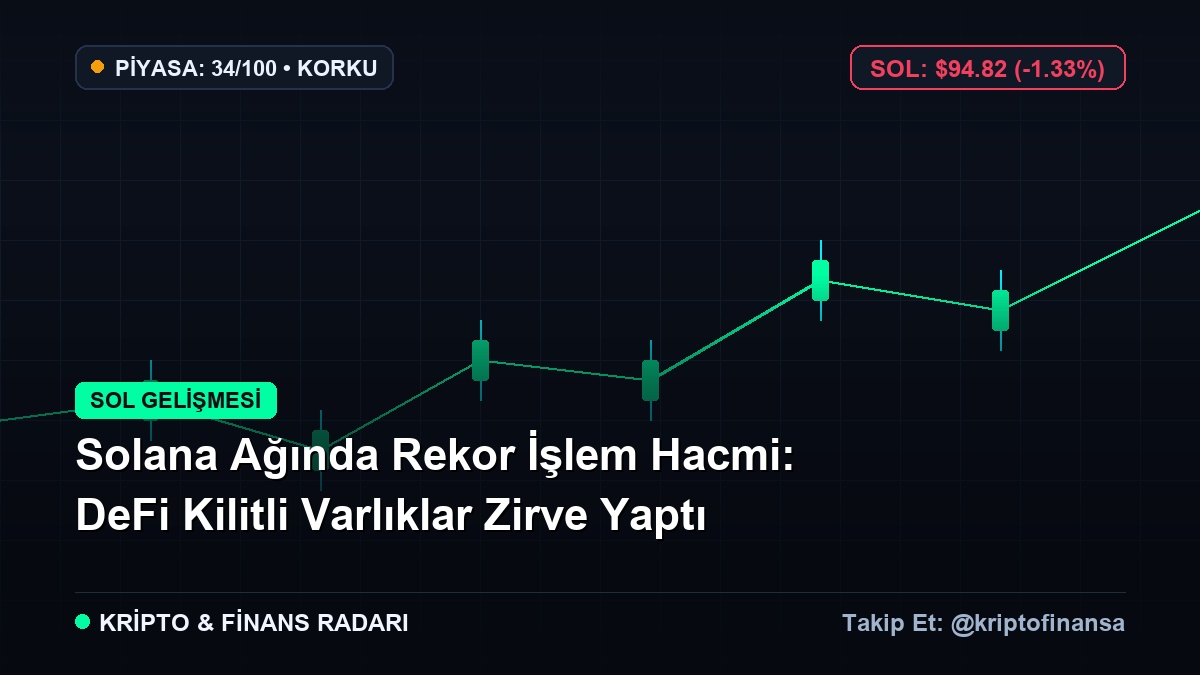 PİYASA: 34/100 • KORKU
SOL: $94.82 (-1.33%)
SOL GELİŞMESİ
Solana Ağında Rekor İşlem Hacmi:
DeFi Kilitli Varlıklar Zirve Yaptı
KRİPTO & FİNANS RADARI
Takip Et: @kriptofinansa